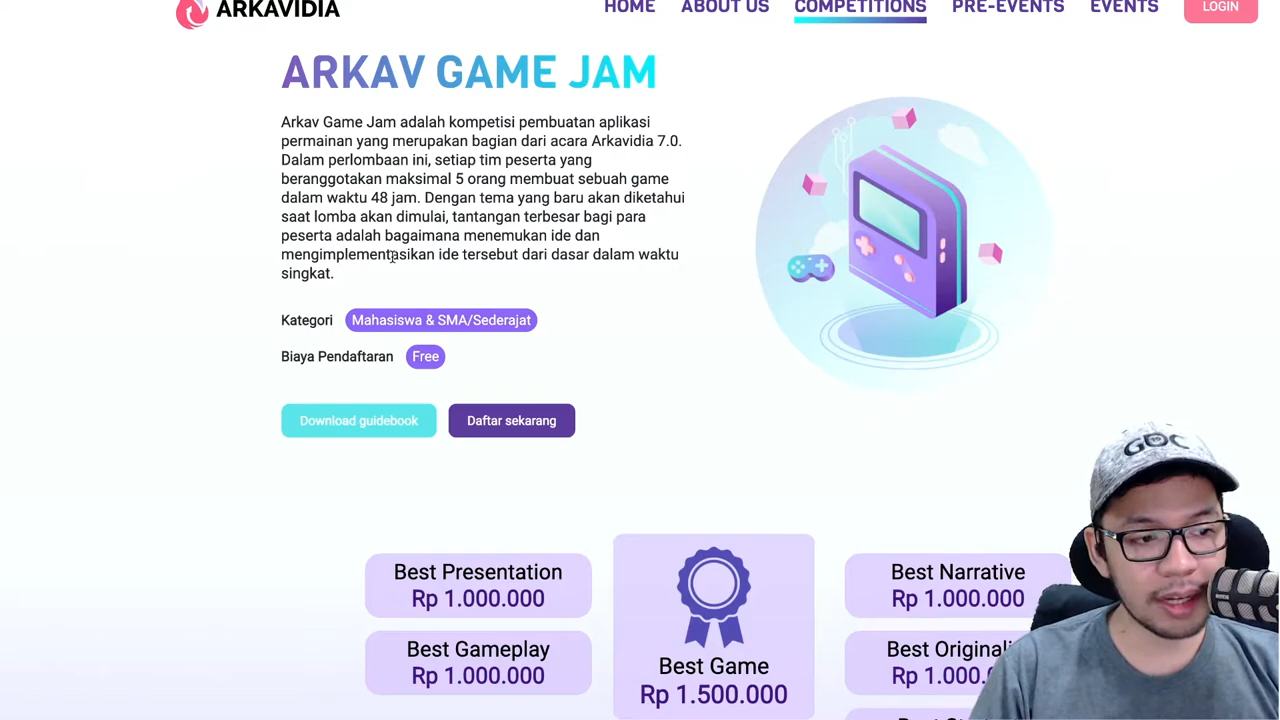 ARKAVIDIA
HOME ABOUT US COMPETITIONS PRE-EVENTS EVENTS LOGIN
ARKAV GAME JAM
Arkav Game Jam adalah kompetisi pembuatan aplikasi
permainan yang merupakan bagian dari acara Arkavidia 7.0.
Dalam perlombaan ini, setiap tim peserta yang
beranggotakan maksimal 5 orang membuat sebuah game
dalam waktu 48 jam. Dengan tema yang baru akan diketahui
saat lomba akan dimulai, tantangan terbesar bagi para
peserta adalah bagaimana menemukan ide dan
mengimplementasikan ide tersebut dari dasar dalam waktu
singkat.
Kategori Mahasiswa & SMA/Sederajat
Biaya Pendaftaran Free
Download guidebook Daftar sekarang
Best Presentation
Rp 1.000.000
Best Gameplay
Rp 1.000.000
Best Game
Rp 1.500.000
Best Narrative
Rp 1.000.000
Best
Rp 1.000.
GDC